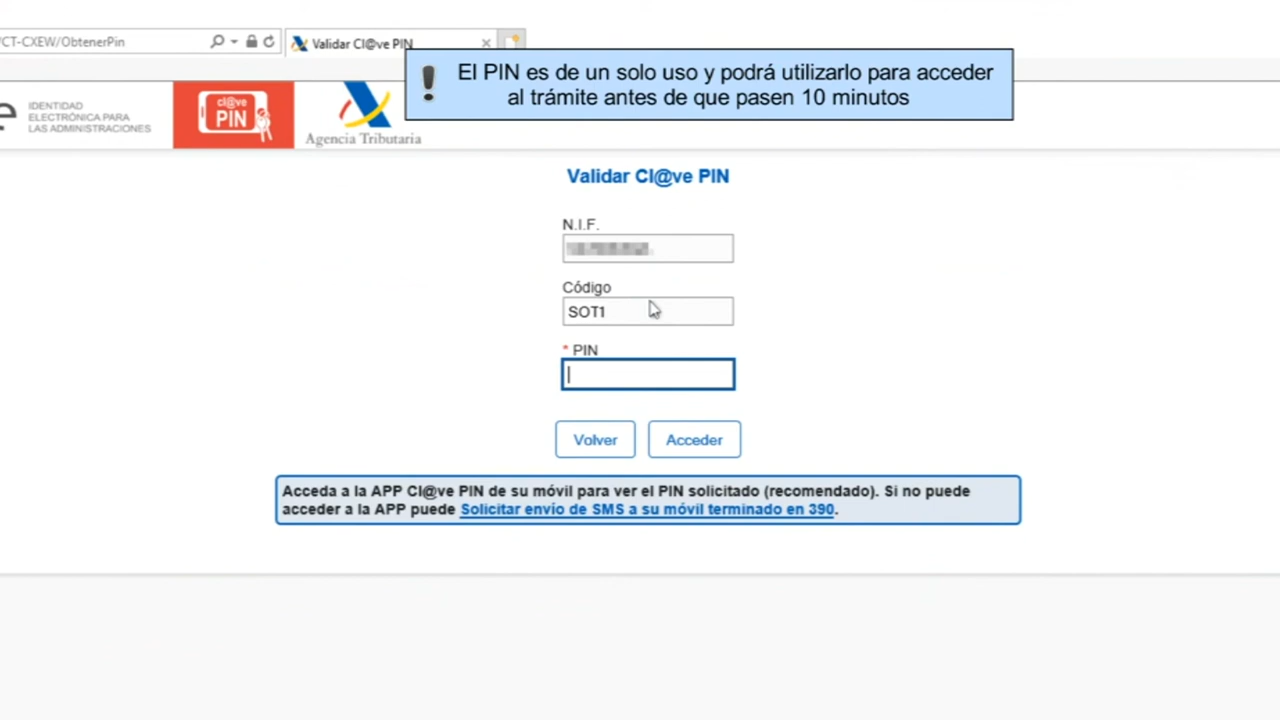 /CT-CXEW/ObtenerPin
Validar Cl@ve PIN
El PIN es de un solo uso y podrá utilizarlo para acceder
al trámite antes de que pasen 10 minutos
e
IDENTIDAD
ELECTRÓNICA PARA
LAS ADMINISTRACIONES
cl@ve
PIN
Agencia Tributaria
Validar Cl@ve PIN
N.I.F.
Código
SOT1
* PIN
Volver
Acceder
Acceda a la APP Cl@ve PIN de su móvil para ver el PIN solicitado (recomendado). Si no puede
acceder a la APP puede Solicitar envío de SMS a su móvil terminado en 390.